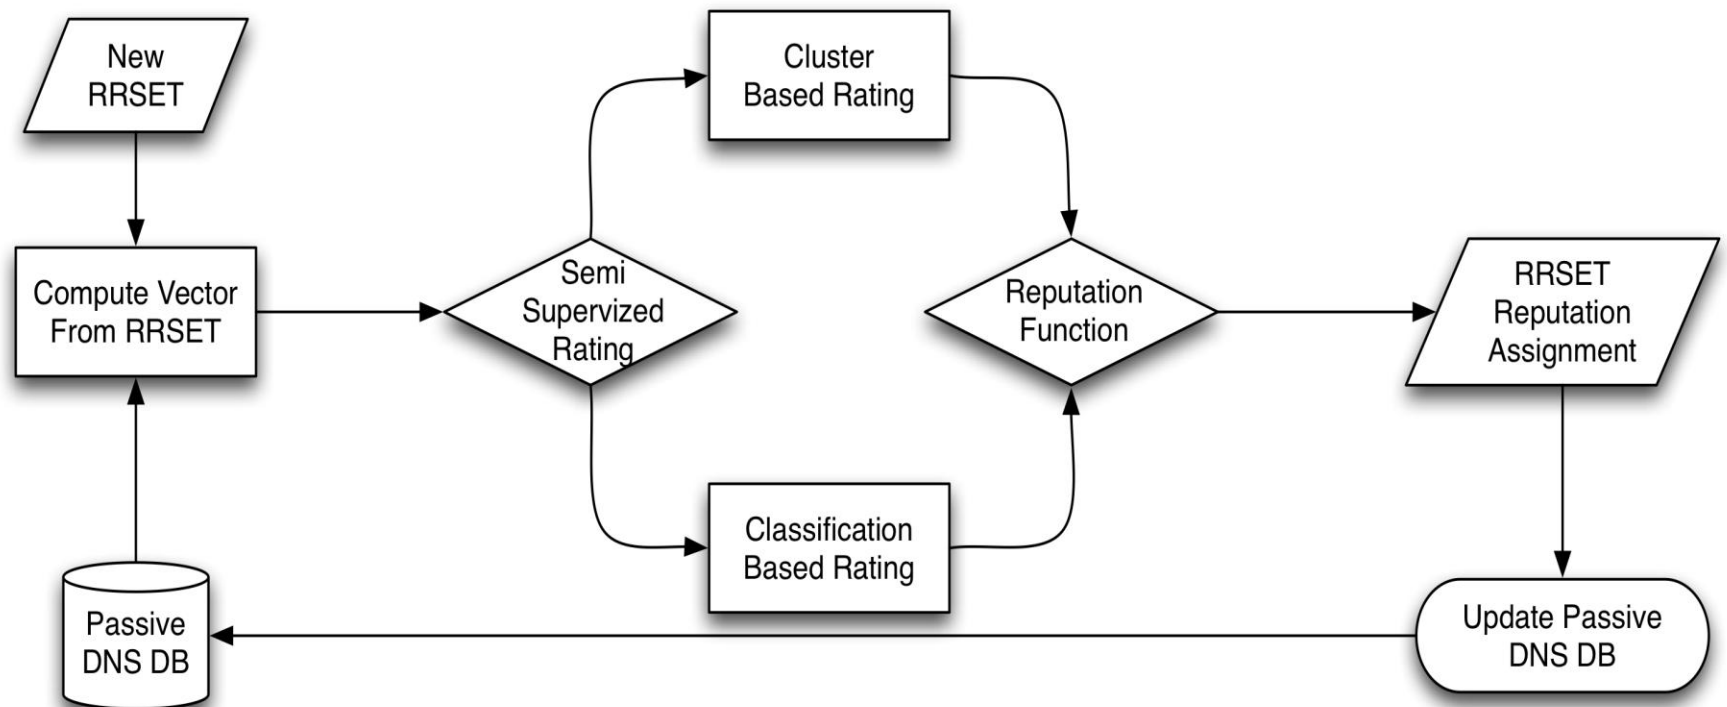 New
RRSET
Compute Vector
From RRSET
Passive
DNS DB
Semi
Supervized
Rating
Cluster
Based Rating
Classification
Based Rating
Reputation
Function
RRSET
Reputation
Assignment
Update Passive
DNS DB